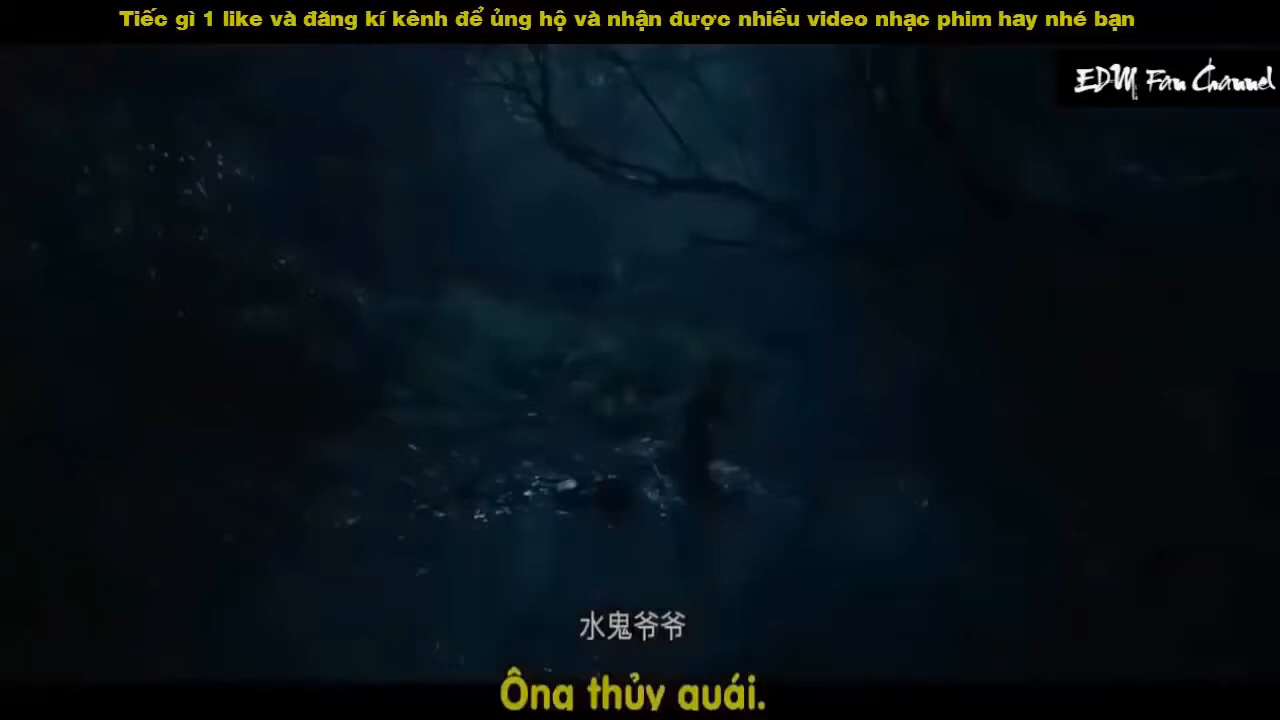 Tiếc gì 1 like và đăng kí kênh để ủng hộ và nhận được nhiều video nhạc phim hay nhé bạn
EDM Fan Channel
水鬼爷爷
Ông thủy quái.